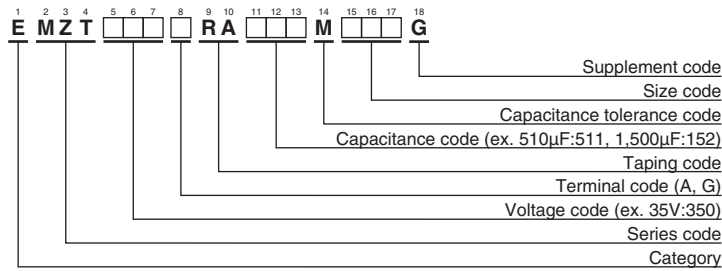 1 2 3 4 5 6 7 8 9 10 11 12 13 14 15 16 17 18
E M Z T R A M G
Supplement code
Size code
Capacitance tolerance code
Capacitance code (ex. 510μF:511, 1,500μF:152)
Taping code
Terminal code (A, G)
Voltage code (ex. 35V:350)
Series code
Category